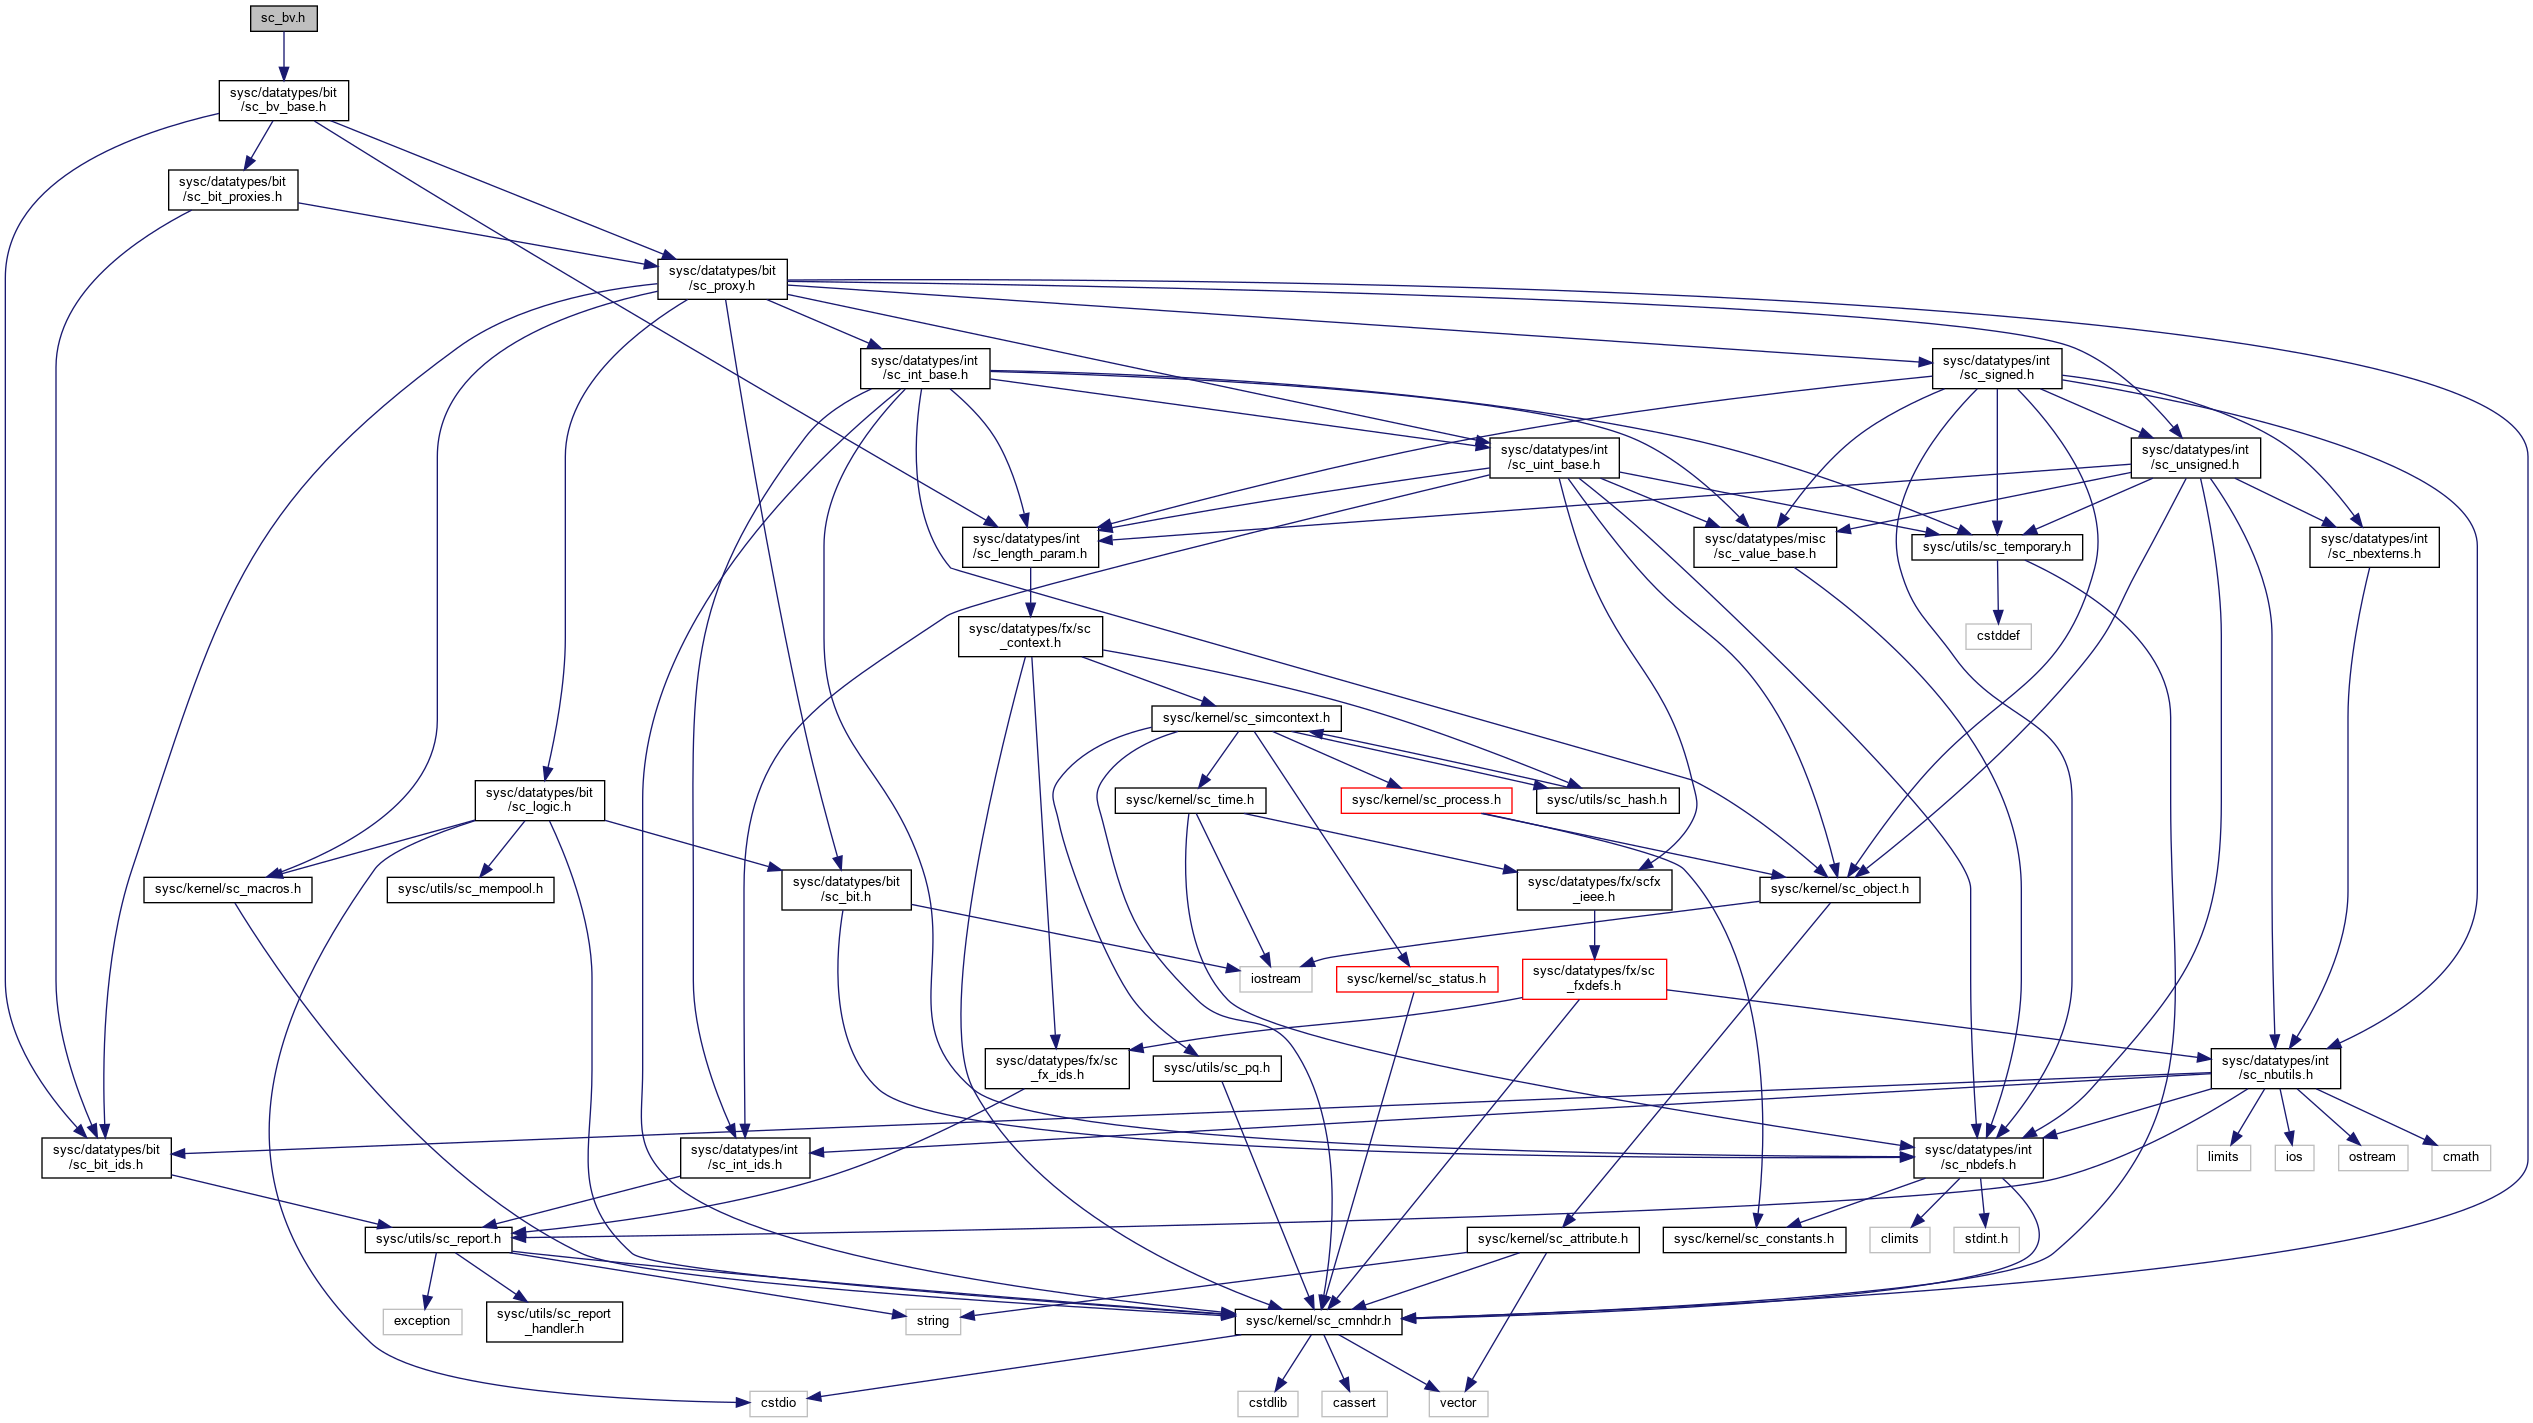 sc_bv.h
sysc/datatypes/bit
/sc_bv_base.h
sysc/datatypes/bit
/sc_bit_proxies.h
sysc/datatypes/bit
/sc_proxy.h
sysc/datatypes/int
/sc_int_base.h
sysc/datatypes/int
/sc_signed.h
sysc/datatypes/int
/sc_uint_base.h
sysc/datatypes/int
/sc_unsigned.h
sysc/datatypes/int
/sc_length_param.h
sysc/datatypes/misc
/sc_value_base.h
sysc/utils/sc_temporary.h
sysc/datatypes/int
/sc_nbexterns.h
sysc/datatypes/fx/sc
_context.h
cstddef
sysc/kernel/sc_simcontext.h
sysc/datatypes/bit
/sc_logic.h
sysc/kernel/sc_time.h
sysc/kernel/sc_process.h
sysc/utils/sc_hash.h
sysc/kernel/sc_macros.h
sysc/utils/sc_mempool.h
sysc/datatypes/bit
/sc_bit.h
sysc/datatypes/fx/scfx
_ieee.h
sysc/kernel/sc_object.h
iostream
sysc/kernel/sc_status.h
sysc/datatypes/fx/sc
_fxdefs.h
sysc/datatypes/fx/sc
_fx_ids.h
sysc/utils/sc_pq.h
sysc/datatypes/int
/sc_nbutils.h
sysc/datatypes/bit
/sc_bit_ids.h
sysc/datatypes/int
/sc_int_ids.h
sysc/datatypes/int
/sc_nbdefs.h
limits
ios
ostream
cmath
sysc/utils/sc_report.h
sysc/kernel/sc_attribute.h
sysc/kernel/sc_constants.h
climits
stdint.h
exception
sysc/utils/sc_report
_handler.h
string
sysc/kernel/sc_cmnhdr.h
cstdio
cstdlib
cassert
vector